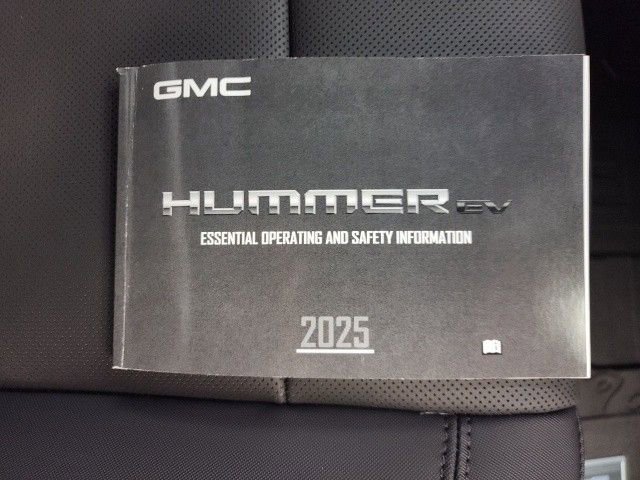 GMC
HUMMER EV
ESSENTIAL OPERATING AND SAFETY INFORMATION
2025